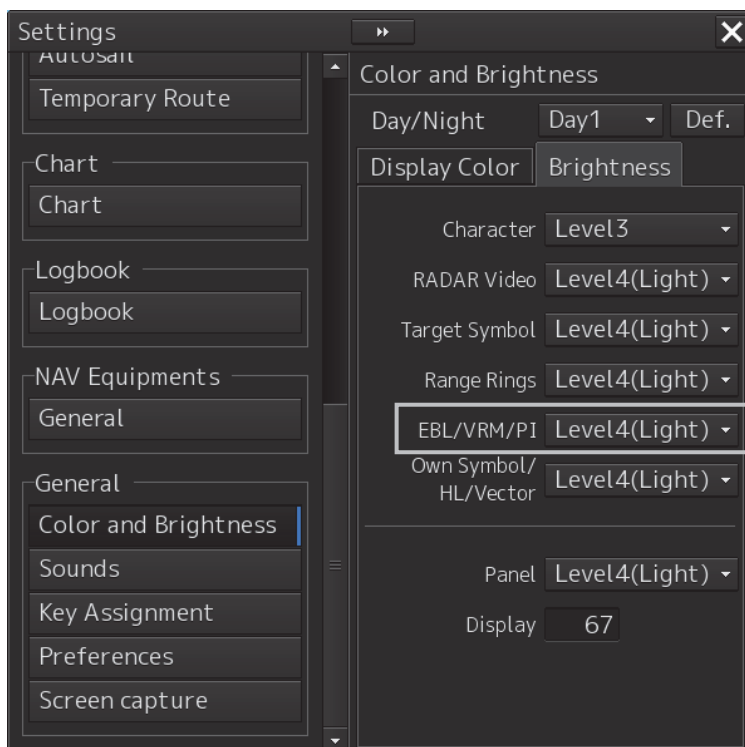 Settings
Autosail
Temporary Route
Chart
Chart
Logbook
Logbook
NAV Equipments
General
General
Color and Brightness
Sounds
Key Assignment
Preferences
Screen capture
Color and Brightness
Day/Night Day1 Def.
Display Color Brightness
Character Level3
RADAR Video Level4(Light)
Target Symbol Level4(Light)
Range Rings Level4(Light)
EBL/VRM/PI Level4(Light)
Own Symbol/
HL/Vector Level4(Light)
Panel Level4(Light)
Display 67